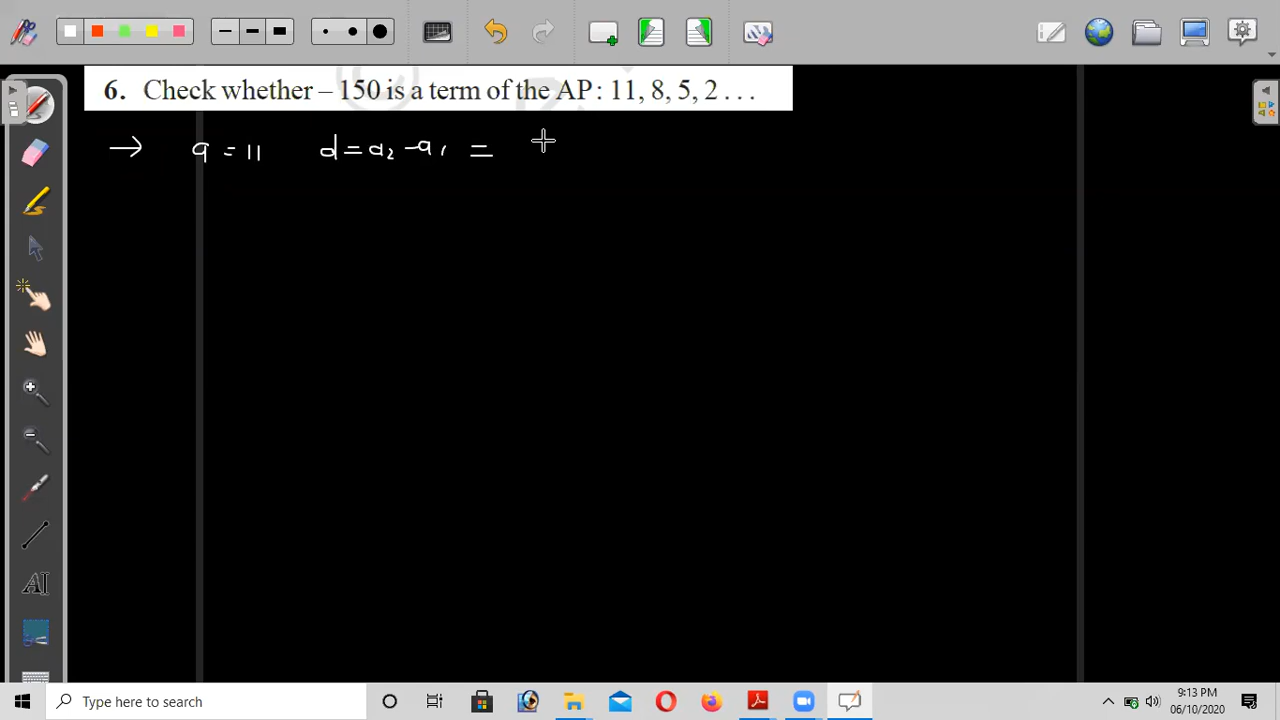 6. Check whether – 150 is a term of the AP : 11, 8, 5, 2 . . .
→ a = 11 d = a₂ - a₁ =
AI
Type here to search
9:13 PM
06/10/2020